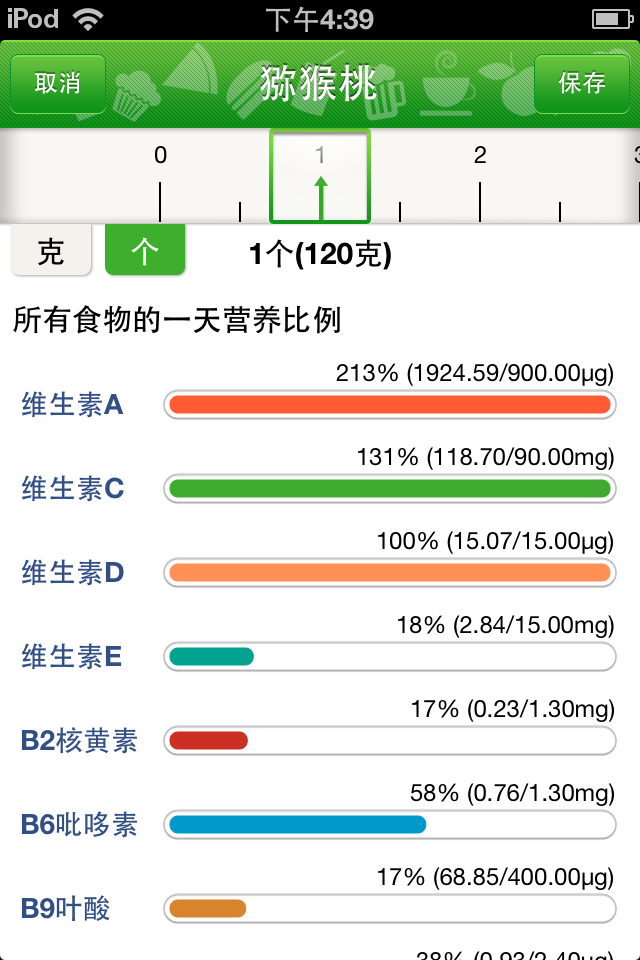 iPod 下午4:39
取消 猕猴桃 保存
0 1 2 3
克 个 1个(120克)
所有食物的一天营养比例
213% (1924.59/900.00μg)
维生素A
131% (118.70/90.00mg)
维生素C
100% (15.07/15.00μg)
维生素D
18% (2.84/15.00mg)
维生素E
17% (0.23/1.30mg)
B2核黄素
58% (0.76/1.30mg)
B6吡哆素
17% (68.85/400.00μg)
B9叶酸
38% (0.93/2.40μg)